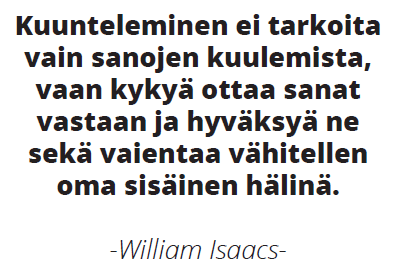 Kuunteleminen ei tarkoita
vain sanojen kuulemista,
vaan kykyä ottaa sanat
vastaan ja hyväksyä ne
sekä vaientaa vähitellen
oma sisäinen hälinä.
-William Isaacs-